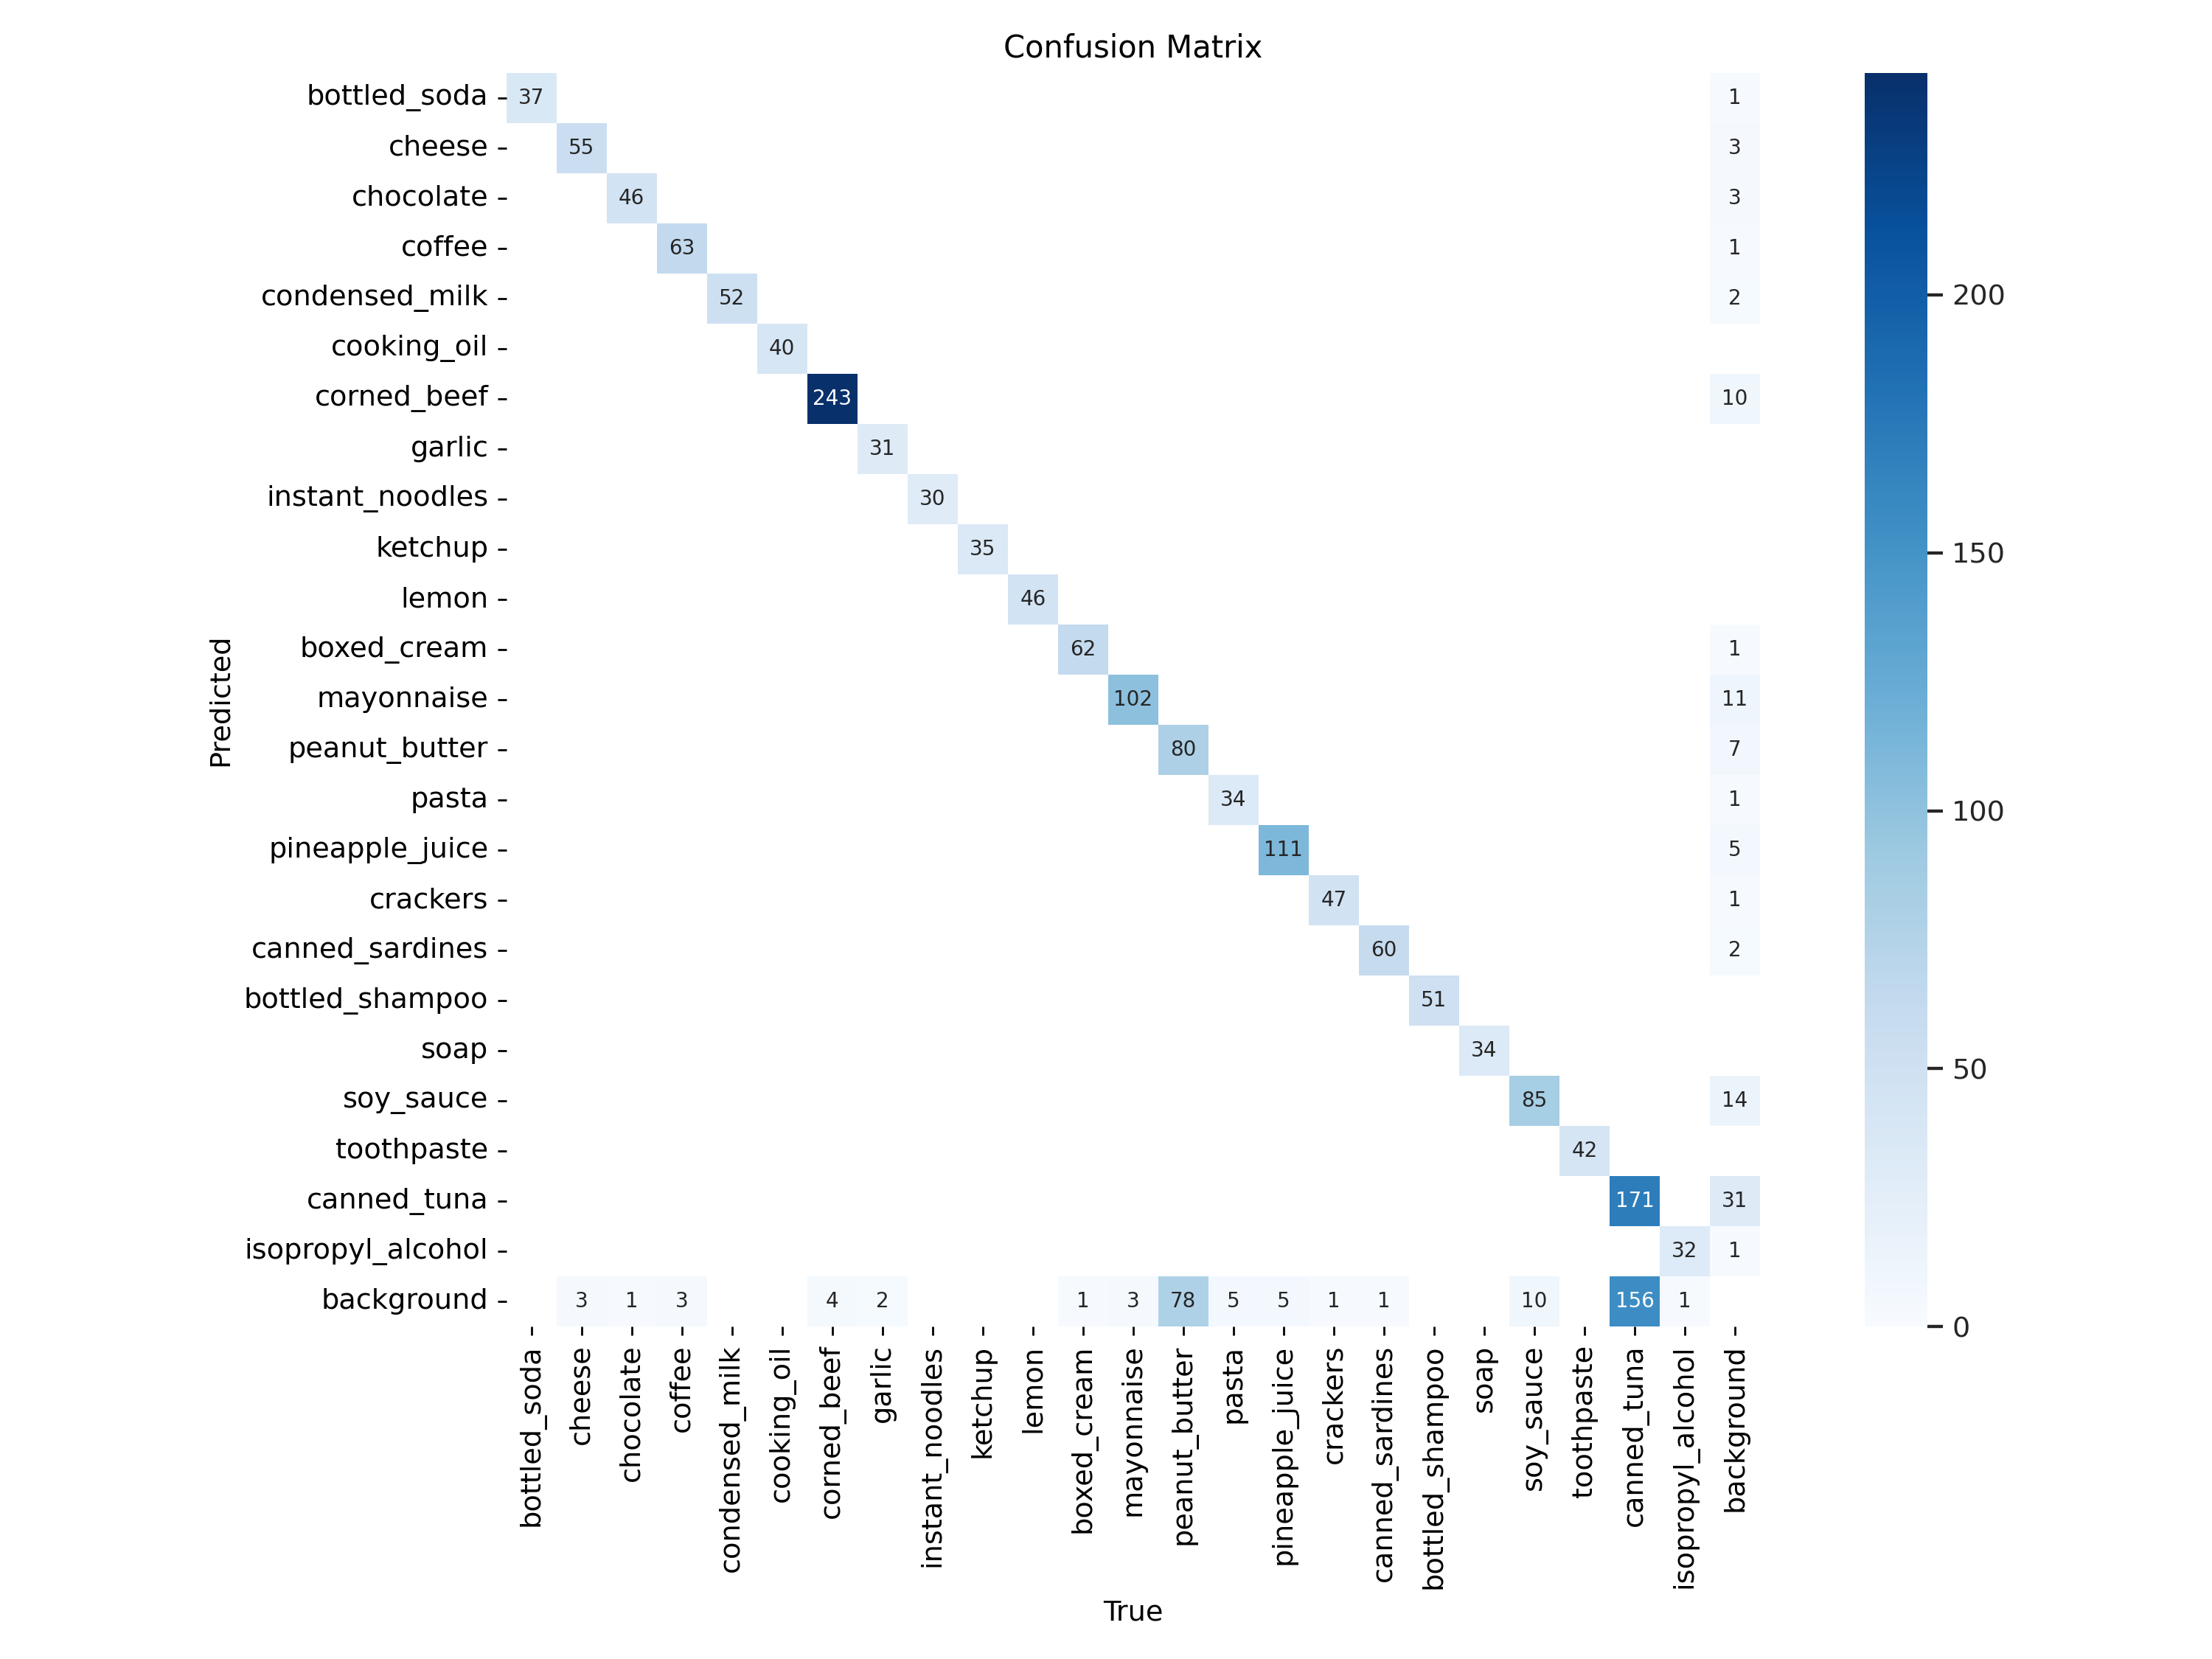 Confusion Matrix
bottled_soda 37 1
cheese 55 3
chocolate 46 3
coffee 63 1
condensed_milk 52 2
cooking_oil 40
corned_beef 243 10
garlic 31
instant_noodles 30
ketchup 35
lemon 46
boxed_cream 62 1
mayonnaise 102 11
peanut_butter 80 7
pasta 34 1
pineapple_juice 111 5
crackers 47 1
canned_sardines 60 2
bottled_shampoo 51
soap 34
soy_sauce 85 14
toothpaste 42
canned_tuna 171 31
isopropyl_alcohol 32 1
background 3 1 3 4 2 1 3 78 5 5 1 1 10 156 1
Predicted
bottled_soda
cheese
chocolate
coffee
condensed_milk
cooking_oil
corned_beef
garlic
instant_noodles
ketchup
lemon
boxed_cream
mayonnaise
peanut_butter
pasta
pineapple_juice
crackers
canned_sardines
bottled_shampoo
soap
soy_sauce
toothpaste
canned_tuna
isopropyl_alcohol
background
True
200
150
100
50
0